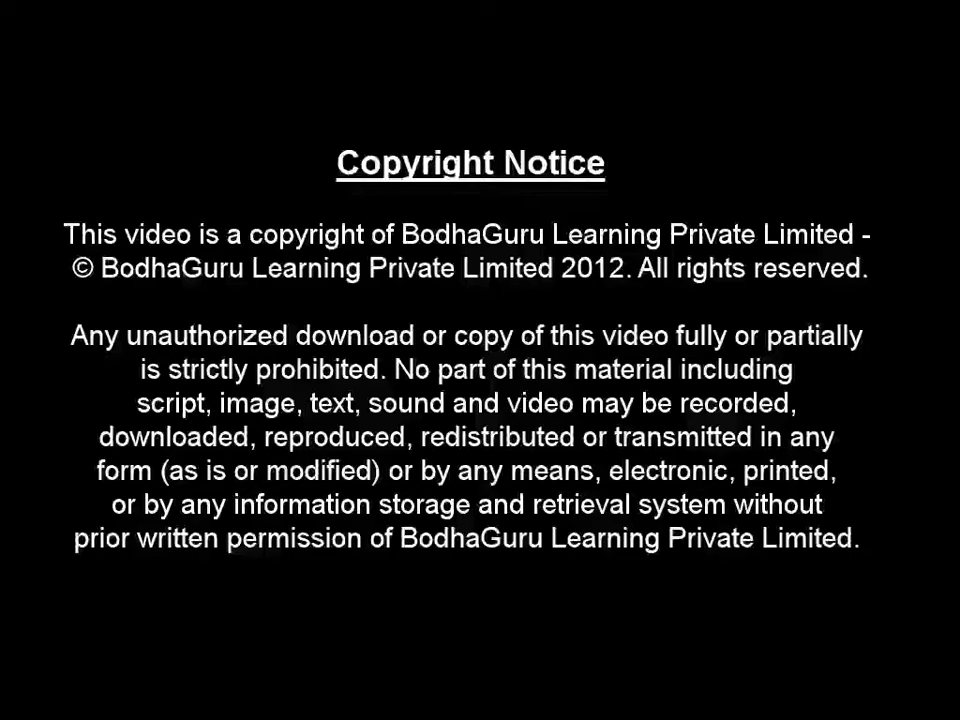 Copyright Notice
This video is a copyright of BodhaGuru Learning Private Limited -
© BodhaGuru Learning Private Limited 2012. All rights reserved.
Any unauthorized download or copy of this video fully or partially
is strictly prohibited. No part of this material including
script, image, text, sound and video may be recorded,
downloaded, reproduced, redistributed or transmitted in any
form (as is or modified) or by any means, electronic, printed,
or by any information storage and retrieval system without
prior written permission of BodhaGuru Learning Private Limited.